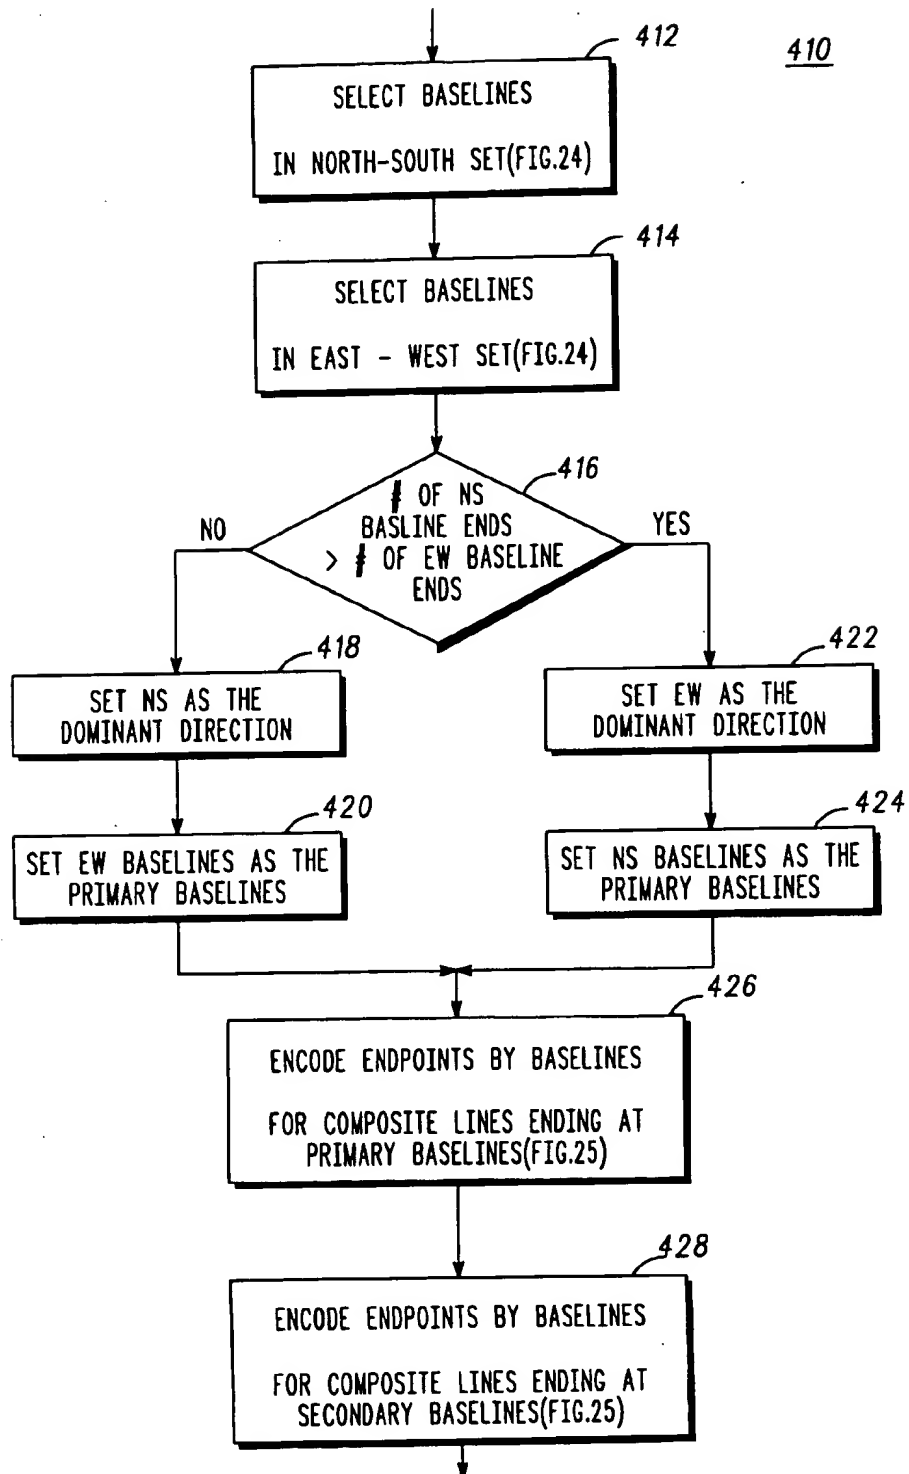 412
410
SELECT BASELINES
IN NORTH-SOUTH SET(FIG.24)
414
SELECT BASELINES
IN EAST - WEST SET(FIG.24)
416
# OF NS
BASLINE ENDS
> # OF EW BASELINE
ENDS
NO
YES
418
SET NS AS THE
DOMINANT DIRECTION
422
SET EW AS THE
DOMINANT DIRECTION
420
SET EW BASELINES AS THE
PRIMARY BASELINES
424
SET NS BASELINES AS THE
PRIMARY BASELINES
426
ENCODE ENDPOINTS BY BASELINES
FOR COMPOSITE LINES ENDING AT
PRIMARY BASELINES(FIG.25)
428
ENCODE ENDPOINTS BY BASELINES
FOR COMPOSITE LINES ENDING AT
SECONDARY BASELINES(FIG.25)